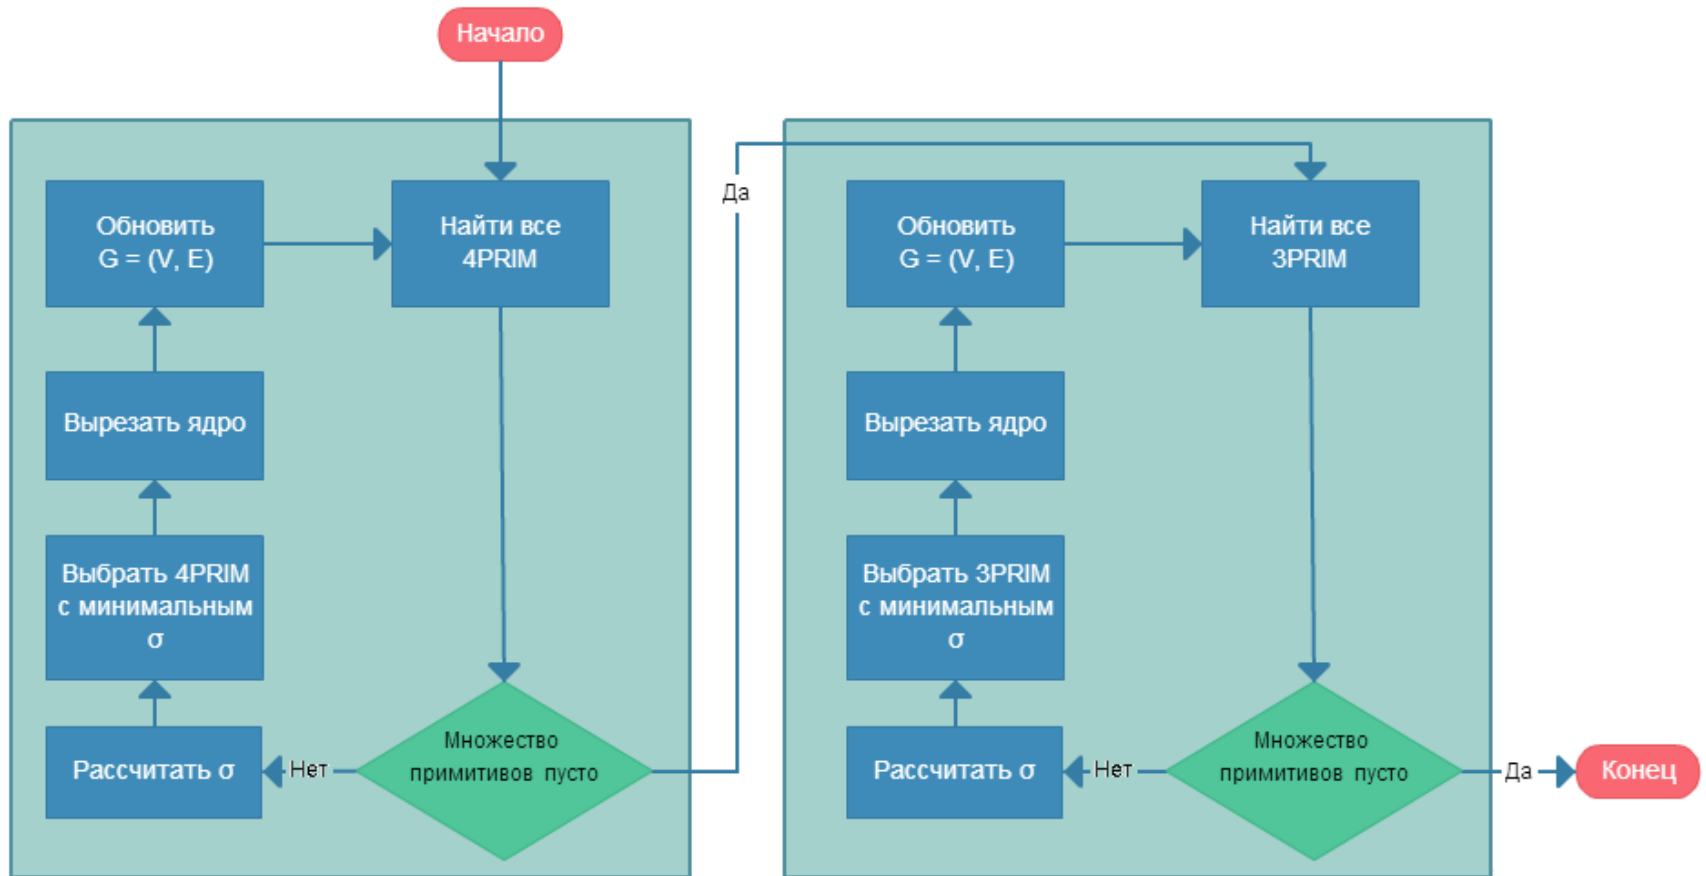 Начало
Обновить
G = (V, E)
Найти все
4PRIM
Вырезать ядро
Выбрать 4PRIM
с минимальным
σ
Рассчитать σ
Нет
Множество
примитивов пусто
Да
Обновить
G = (V, E)
Найти все
3PRIM
Вырезать ядро
Выбрать 3PRIM
с минимальным
σ
Рассчитать σ
Нет
Множество
примитивов пусто
Да
Конец